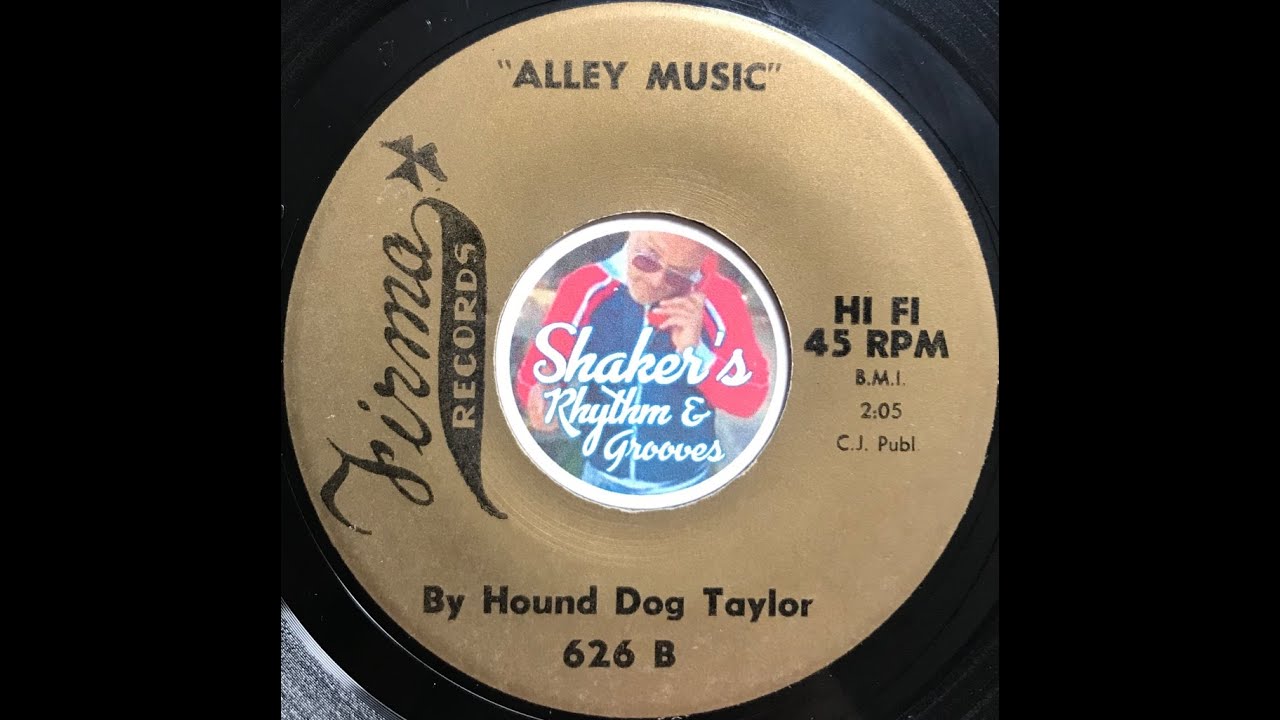 "ALLEY MUSIC"
Firma
RECORDS
Shaker's
Rhythm &
Grooves
HI FI
45 RPM
B.M.I.
2:05
C.J. Publ
By Hound Dog Taylor
626 B